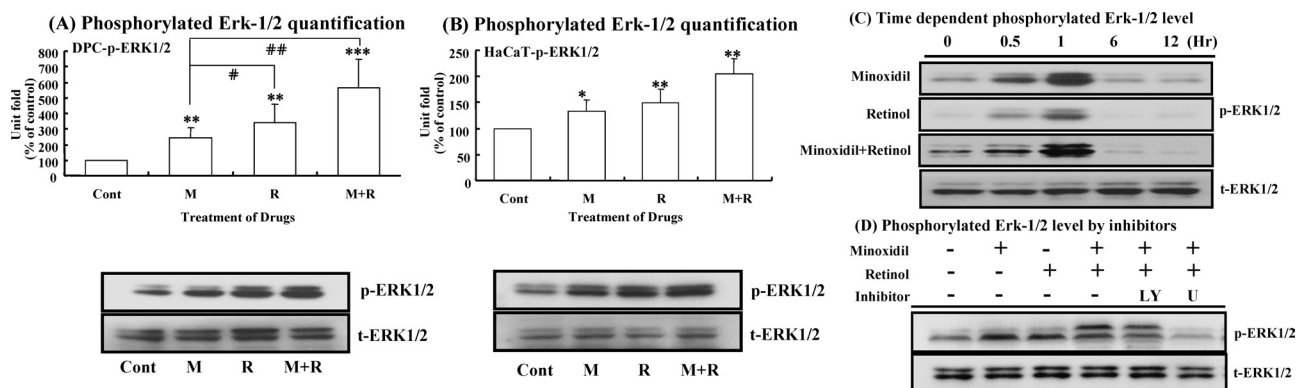 (A) Phosphorylated Erk-1/2 quantification
DPC-p-ERK1/2
Unit fold
(% of control)
800
700
600
500
400
300
200
100
0
**
**
***
#
##
Cont M R M+R
Treatment of Drugs
p-ERK1/2
t-ERK1/2
Cont M R M+R
(B) Phosphorylated Erk-1/2 quantification
HaCaT-p-ERK1/2
Unit fold
(% of control)
250
200
150
100
50
0
*
**
**
Cont M R M+R
Treatment of Drugs
p-ERK1/2
t-ERK1/2
Cont M R M+R
(C) Time dependent phosphorylated Erk-1/2 level
0 0.5 1 6 12 (Hr)
Minoxidil
Retinol
p-ERK1/2
Minoxidil+Retinol
t-ERK1/2
(D) Phosphorylated Erk-1/2 level by inhibitors
Minoxidil - + - + + +
Retinol - - + + + +
Inhibitor - - - - LY U
p-ERK1/2
t-ERK1/2